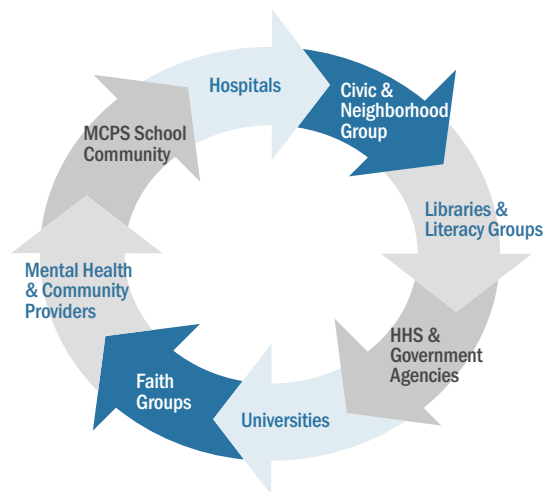 Hospitals
Civic &
Neighborhood
Group
Libraries &
Literacy Groups
HHS &
Government
Agencies
Universities
Faith
Groups
Mental Health
& Community
Providers
MCPS School
Community